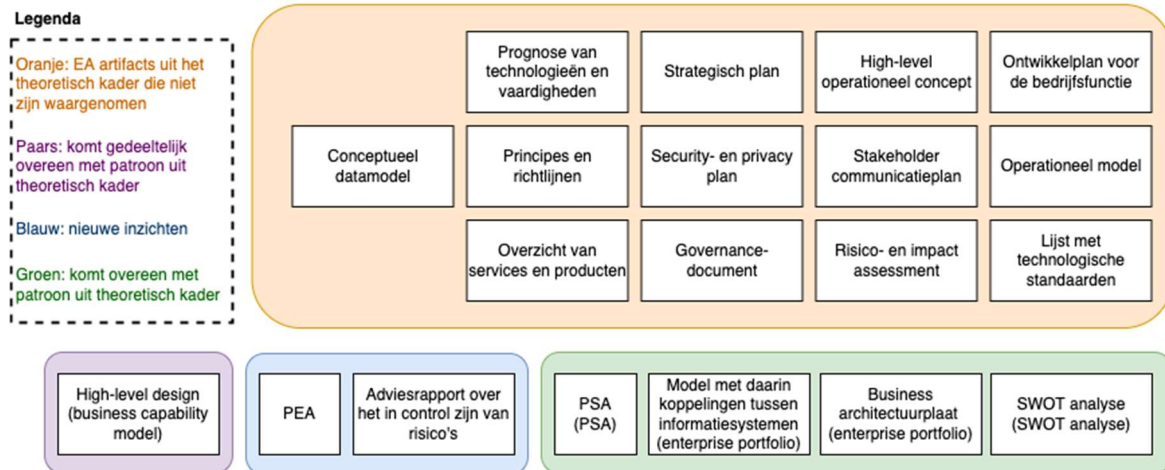 Legenda
Oranje: EA artifacts uit het
theoretisch kader die niet
zijn waargenomen
Paars: komt gedeeltelijk
overeen met patroon uit
theoretisch kader
Blauw: nieuwe inzichten
Groen: komt overeen met
patroon uit theoretisch kader
Prognose van
technologieën en
vaardigheden
Strategisch plan
High-level
operationeel concept
Ontwikkelplan voor
de bedrijfsfunctie
Conceptueel
datamodel
Principes en
richtlijnen
Security- en privacy
plan
Stakeholder
communicatieplan
Operationeel model
Overzicht van
services en producten
Governance-
document
Risico- en impact
assessment
Lijst met
technologische
standaarden
High-level design
(business capability
model)
PEA
Adviesrapport over
het in control zijn van
risico's
PSA
(PSA)
Model met daarin
koppelingen tussen
informatiesystemen
(enterprise portfolio)
Business
architectuurplaat
(enterprise portfolio)
SWOT analyse
(SWOT analyse)